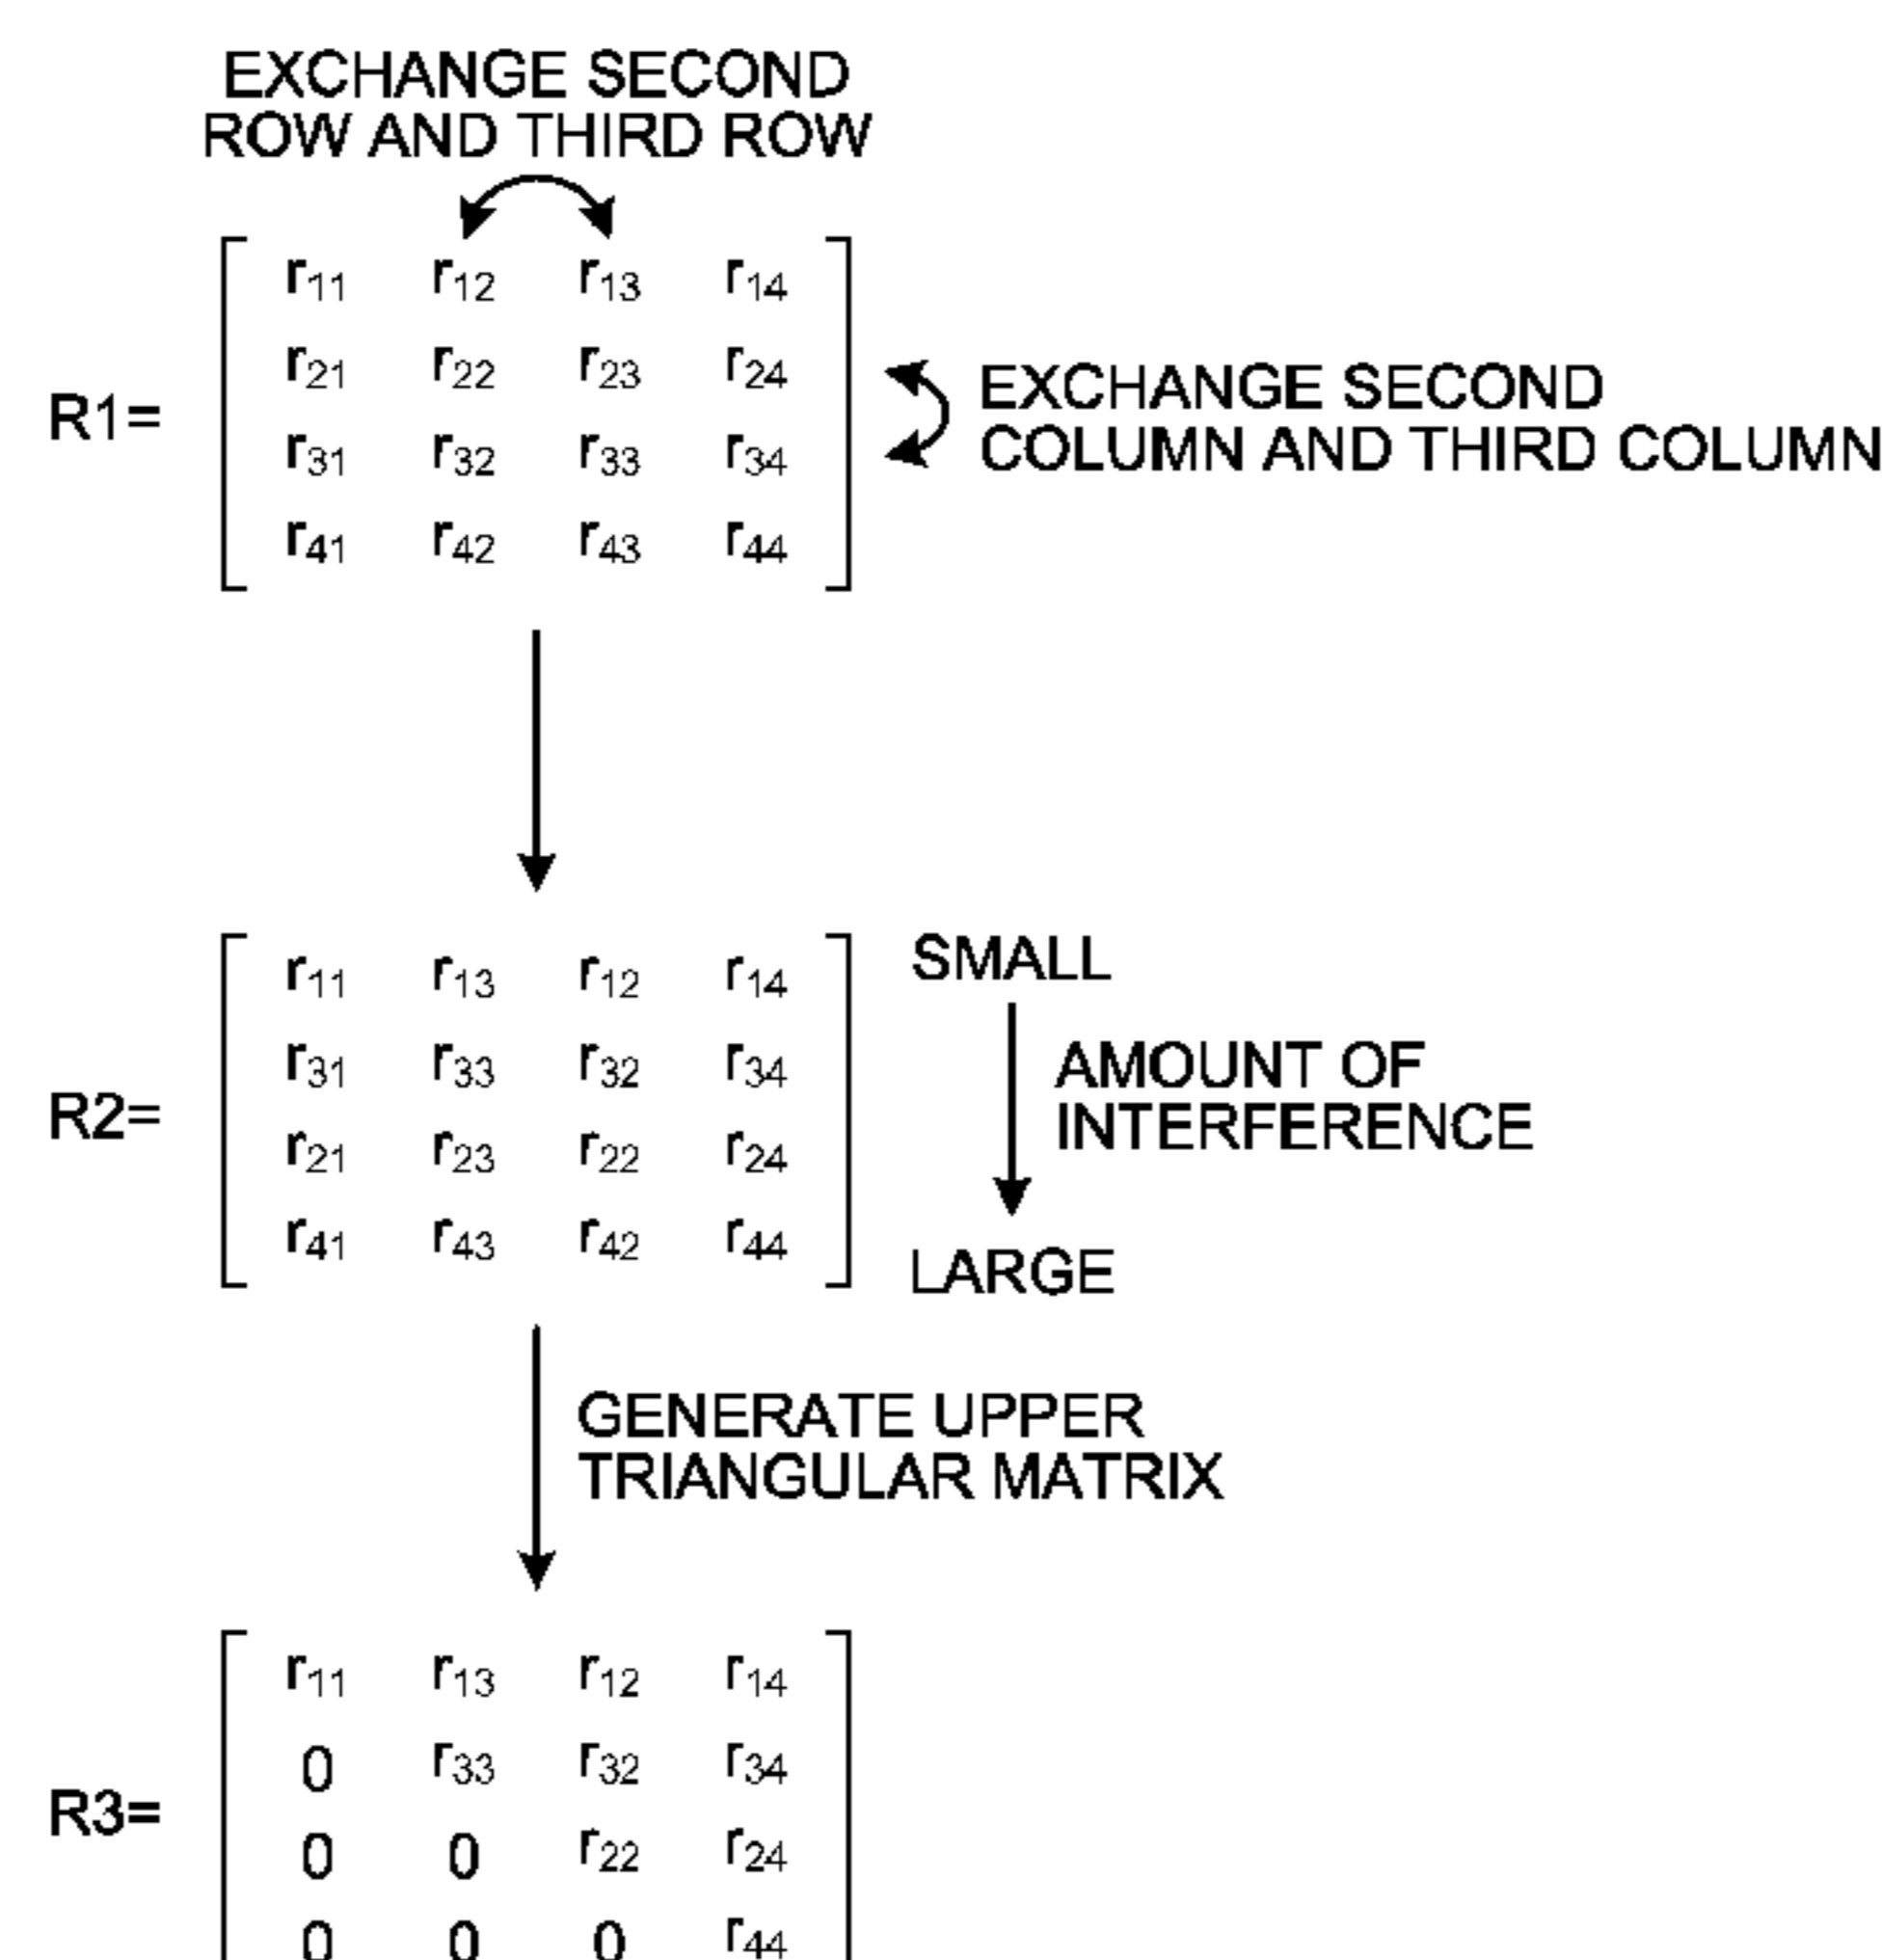 EXCHANGE SECOND
ROW AND THIRD ROW
r11 r12 r13 r14
r21 r22 r23 r24
R1=
EXCHANGE SECOND
COLUMN AND THIRD COLUMN
r31 r32 r33 r34
r41 r42 r43 r44
r11 r13 r12 r14
SMALL
r31 r33 r32 r34
R2=
AMOUNT OF
INTERFERENCE
r21 r23 r22 r24
r41 r43 r42 r44
LARGE
GENERATE UPPER
TRIANGULAR MATRIX
r11 r13 r12 r14
0 r33 r32 r34
R3=
0 0 r22 r24
0 0 0 r44